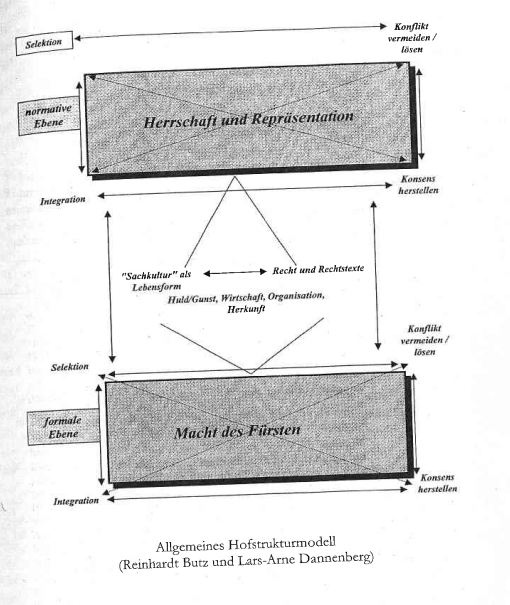 Konflikt
vermeiden /
lösen
Selektion
normative
Ebene
Herrschaft und Repräsentation
Integration
Konsens
herstellen
"Sachkultur" als
Lebensform
Recht und Rechtstexte
Huld/Gunst, Wirtschaft, Organisation,
Herkunft
Konflikt
vermeiden /
lösen
Selektion
formale
Ebene
Macht des Fürsten
Integration
Konsens
herstellen
Allgemeines Hofstrukturmodell
(Reinhardt Butz und Lars-Arne Dannenberg)